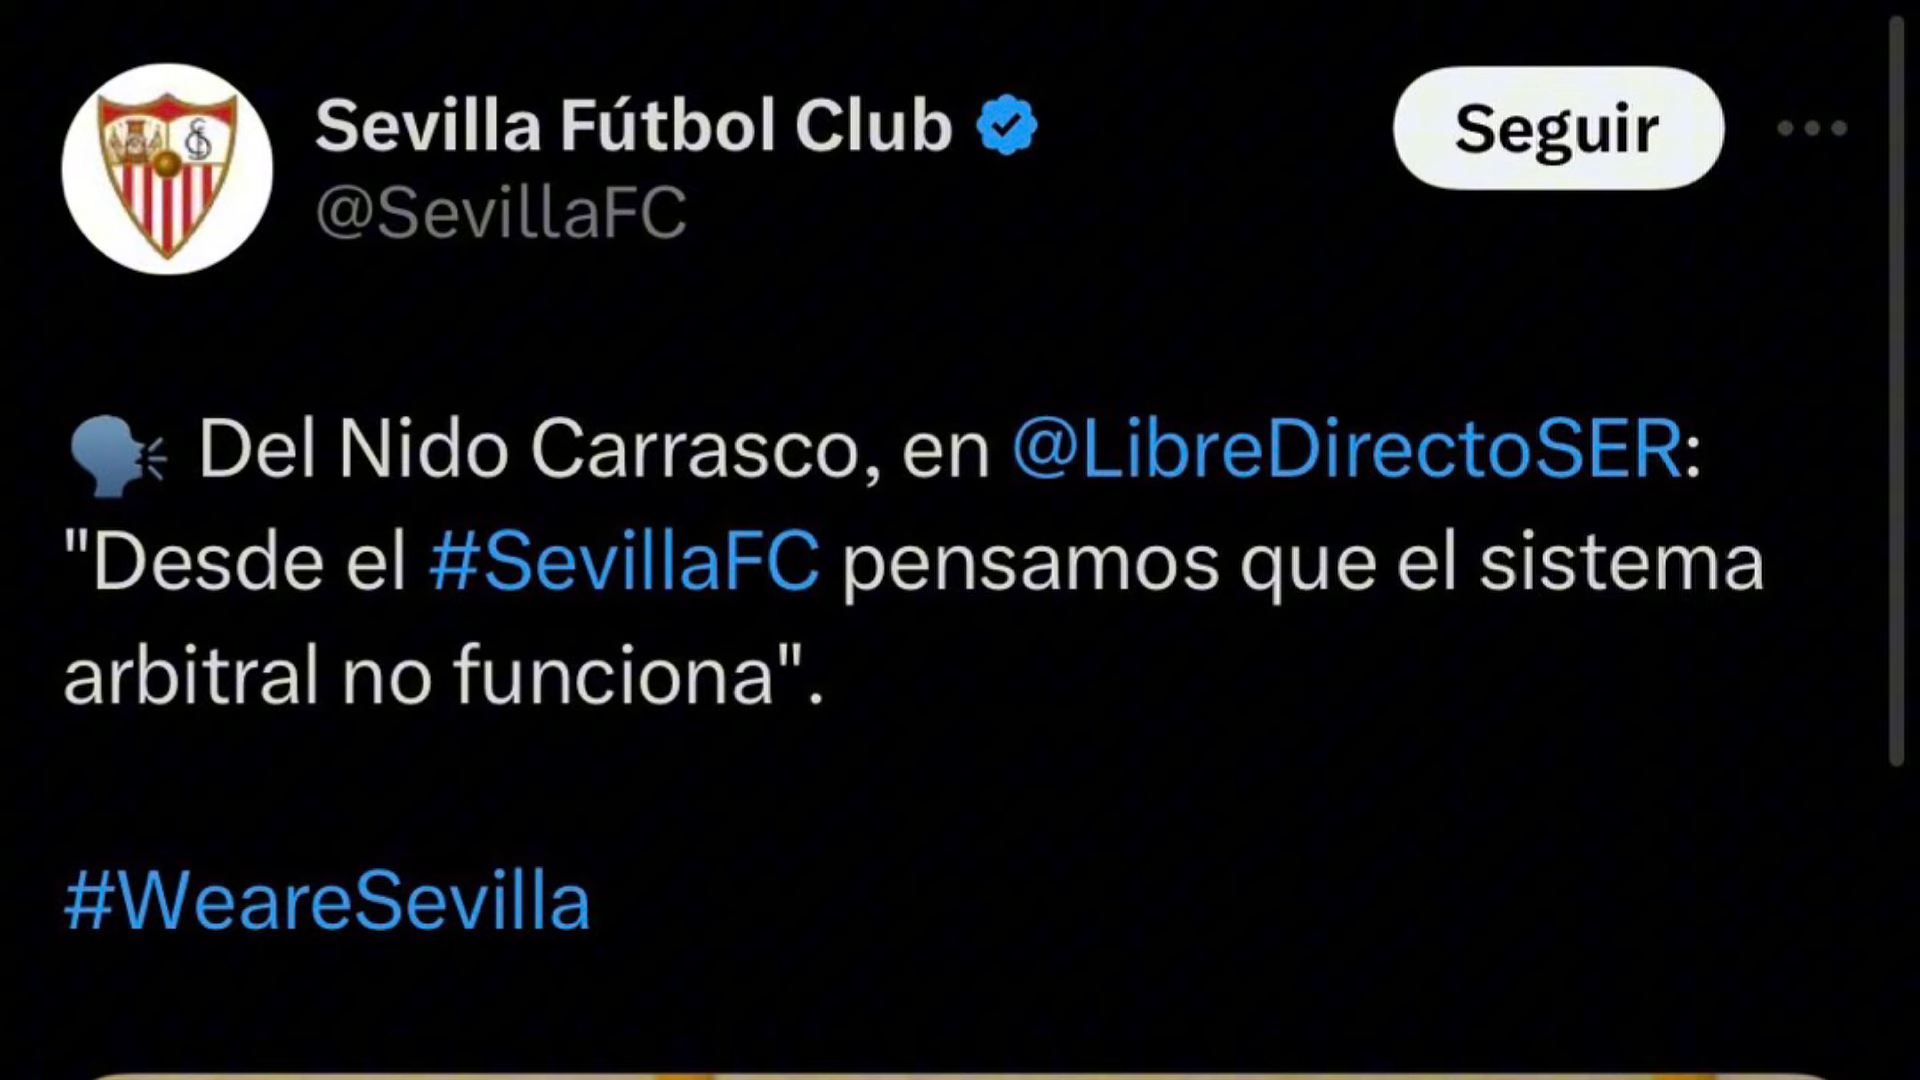 Sevilla Fútbol Club
Seguir
@SevillaFC
🗣️ Del Nido Carrasco, en @LibreDirectoSER:
"Desde el #SevillaFC pensamos que el sistema
arbitral no funciona".
#WeareSevilla